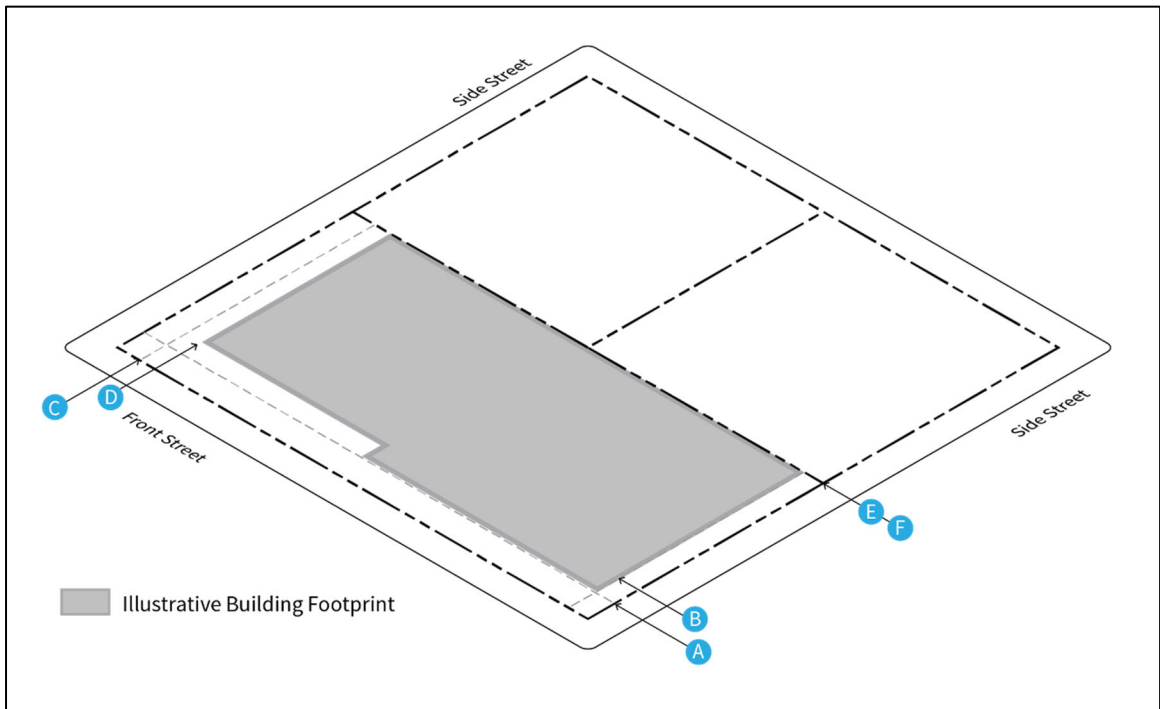 Side Street
C
D
Front Street
Side Street
E
F
B
A
Illustrative Building Footprint